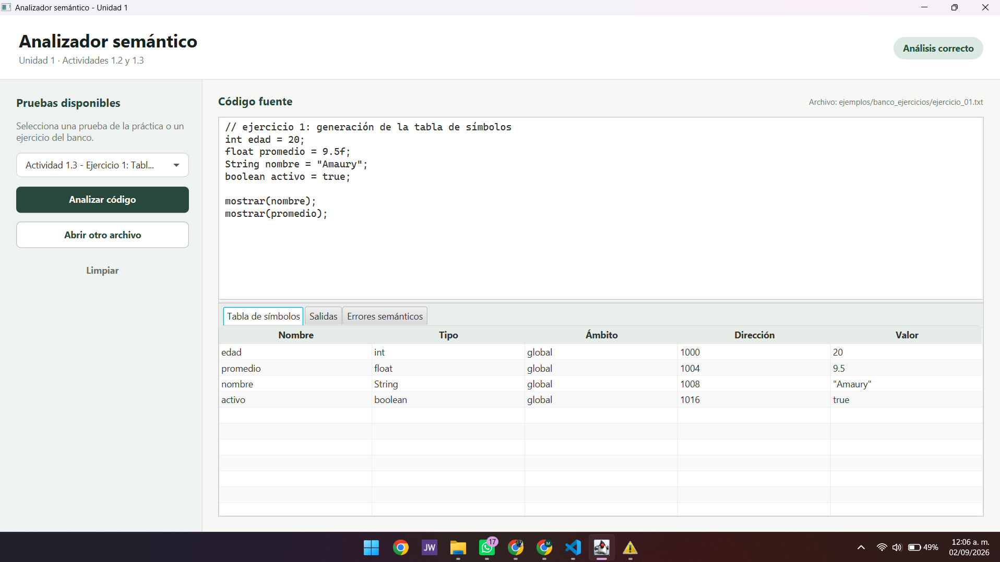 Analizador semántico - Unidad 1
Analizador semántico
Unidad 1 · Actividades 1.2 y 1.3
Análisis correcto
Pruebas disponibles
Selecciona una prueba de la práctica o un
ejercicio del banco.
Actividad 1.3 - Ejercicio 1: Tabl...
Analizar código
Abrir otro archivo
Limpiar
Código fuente
Archivo: ejemplos/banco_ejercicios/ejercicio_01.txt
// ejercicio 1: generación de la tabla de símbolos
int edad = 20;
float promedio = 9.5f;
String nombre = "Amaury";
boolean activo = true;
mostrar(nombre);
mostrar(promedio);
Tabla de símbolos Salidas Errores semánticos
Nombre Tipo Ámbito Dirección Valor
edad int global 1000 20
promedio float global 1004 9.5
nombre String global 1008 "Amaury"
activo boolean global 1016 true
JW
17
M
49%
12:06 a. m.
02/09/2026